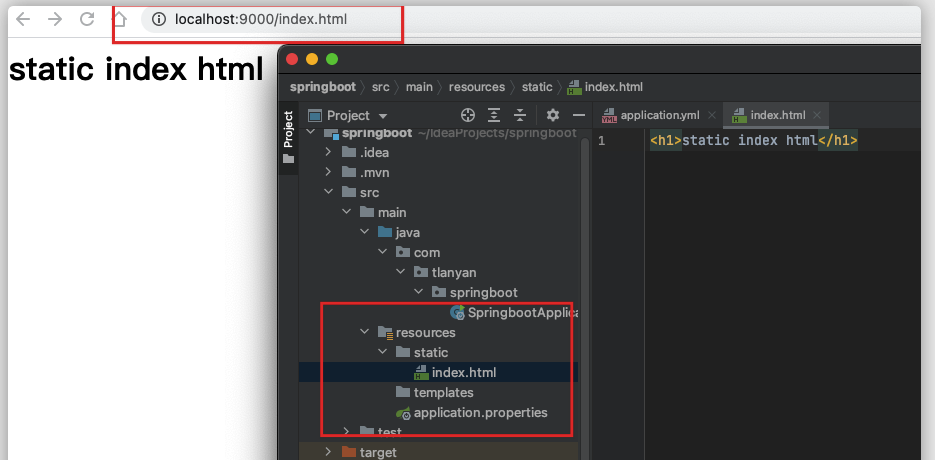 localhost:9000/index.html
static index html
springboot src main resources static index.html
Project
Project
application.yml
index.html
springboot ~/IdeaProjects/springboot
1
<h1>static index html</h1>
.idea
.mvn
src
main
java
com
tlanyan
springboot
SpringbootApplica
resources
static
index.html
templates
application.properties
test
target